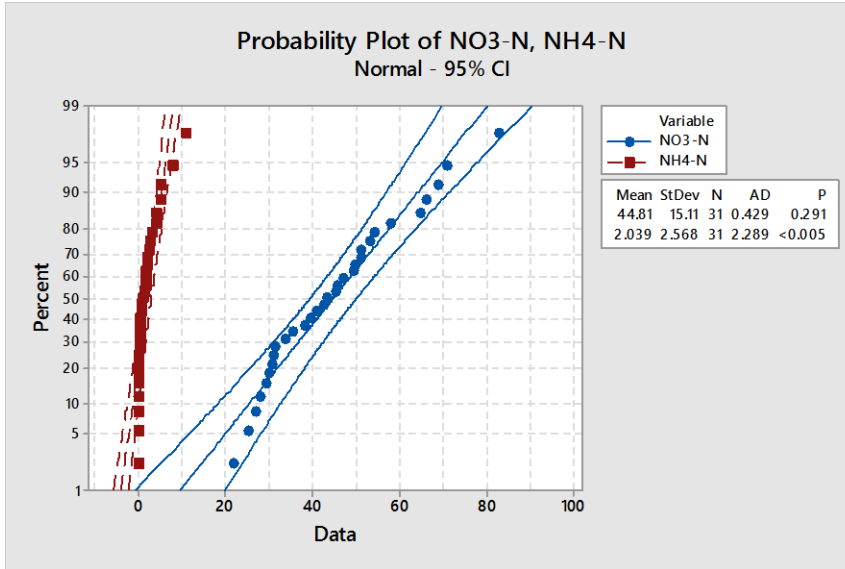 Probability Plot of NO3-N, NH4-N
Normal - 95% CI
99
95
90
80
70
60
50
40
30
20
10
5
1
Percent
0
20
40
60
80
100
Data
Variable
NO3-N
NH4-N
Mean StDev N AD P
44.81 15.11 31 0.429 0.291
2.039 2.568 31 2.289 <0.005